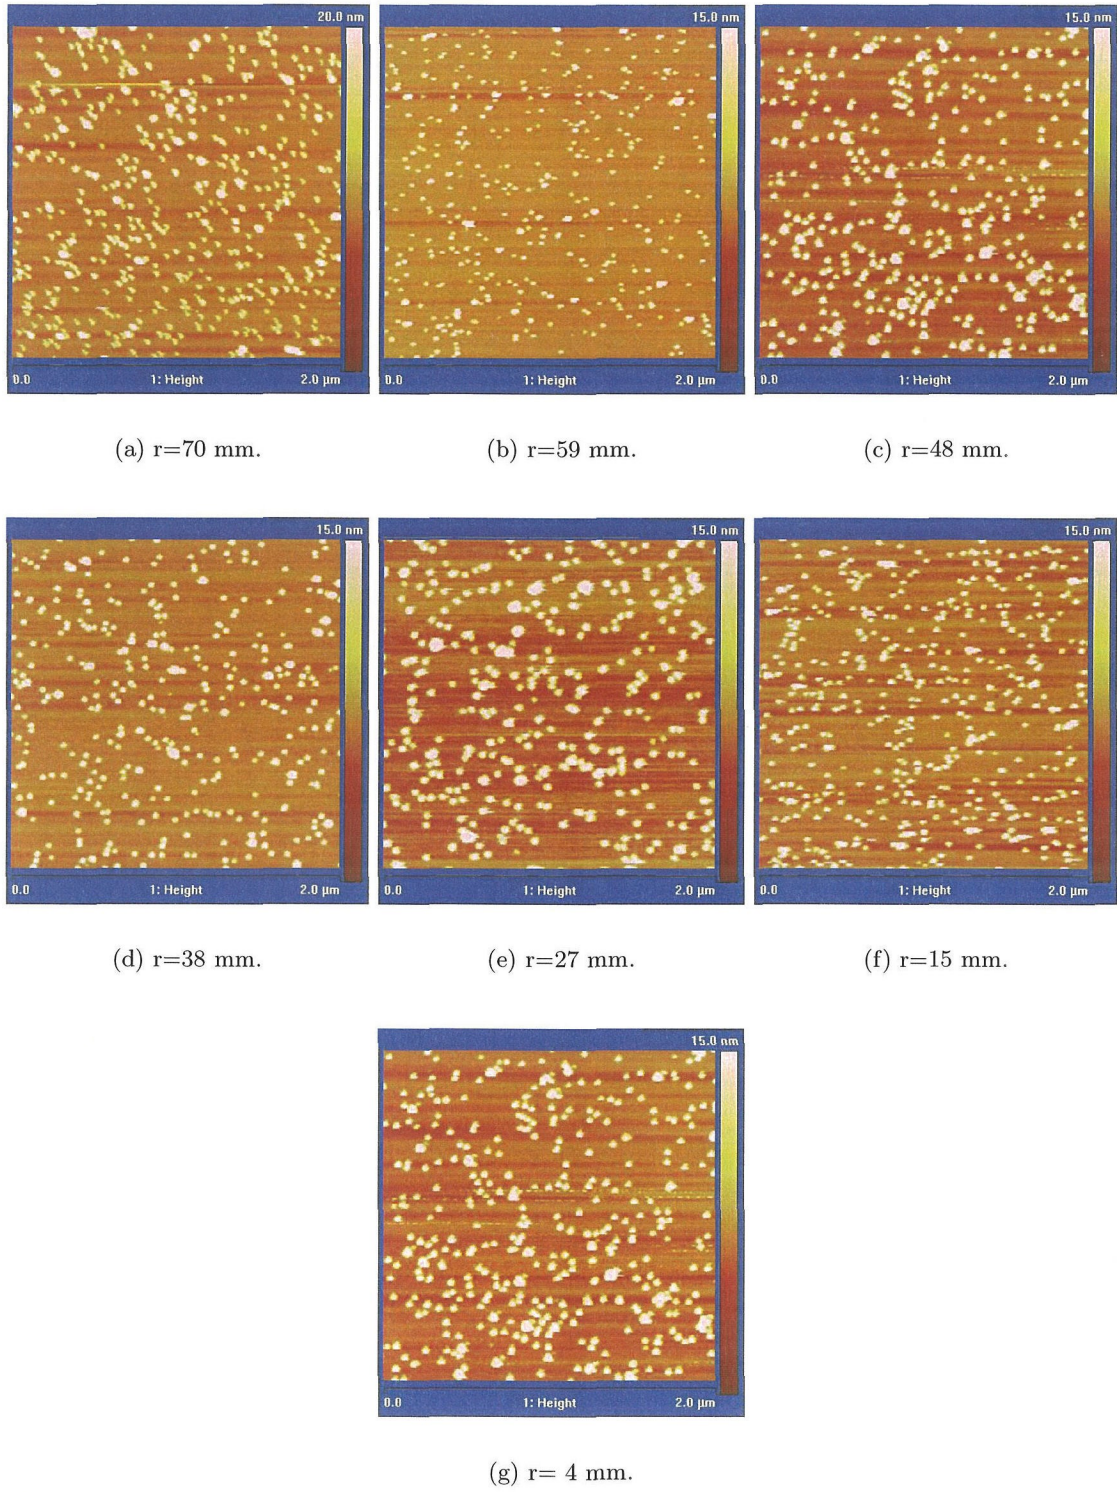 20.0 nm 15.0 nm 15.0 nm
0.0 1: Height 2.0 µm 0.0 1: Height 2.0 µm 0.0 1: Height 2.0 µm
(a) r=70 mm. (b) r=59 mm. (c) r=48 mm.
15.0 nm 15.0 nm 15.0 nm
0.0 1: Height 2.0 µm 0.0 1: Height 2.0 µm 0.0 1: Height 2.0 µm
(d) r=38 mm. (e) r=27 mm. (f) r=15 mm.
15.0 nm
0.0 1: Height 2.0 µm
(g) r= 4 mm.